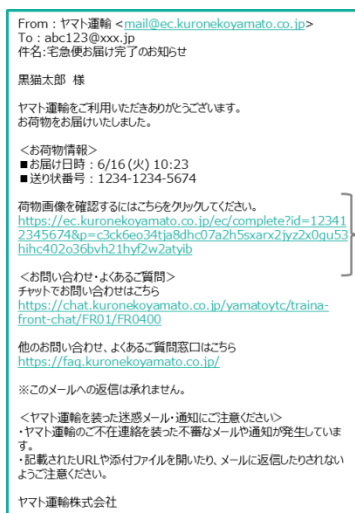 From：ヤマト運輸 <mail@ec.kuronekoyamato.co.jp>
To：abc123@xxx.jp
件名：宅急便お届け完了のお知らせ
黒猫太郎 様
ヤマト運輸をご利用いただきありがとうございます。
お荷物をお届けいたしました。
＜お荷物情報＞
■お届け日時：6/16(火) 10:23
■送り状番号：1234-1234-5674
荷物画像を確認するにはこちらをクリックしてください。
https://ec.kuronekoyamato.co.jp/ec/complete?id=12341
2345674&p=c3ck6eo34tja8dhc07a2h5sxarx2jyz2x0qu53
hihc402o36bvh21hyf2w2atyib
＜お問い合わせ・よくあるご質問＞
チャットでお問い合わせはこちら
https://chat.kuronekoyamato.co.jp/yamatoytc/traina-
front-chat/FR01/FR0400
他のお問い合わせ、よくあるご質問窓口はこちら
https://faq.kuronekoyamato.co.jp/
※このメールへの返信は承れません。
＜ヤマト運輸を装った迷惑メール・通知にご注意ください＞
・ヤマト運輸のご不在連絡を装った不審なメールや通知が発生していま
す。
・記載されたURLや添付ファイルを開いたり、メールに返信したりされない
ようご注意ください。
ヤマト運輸株式会社